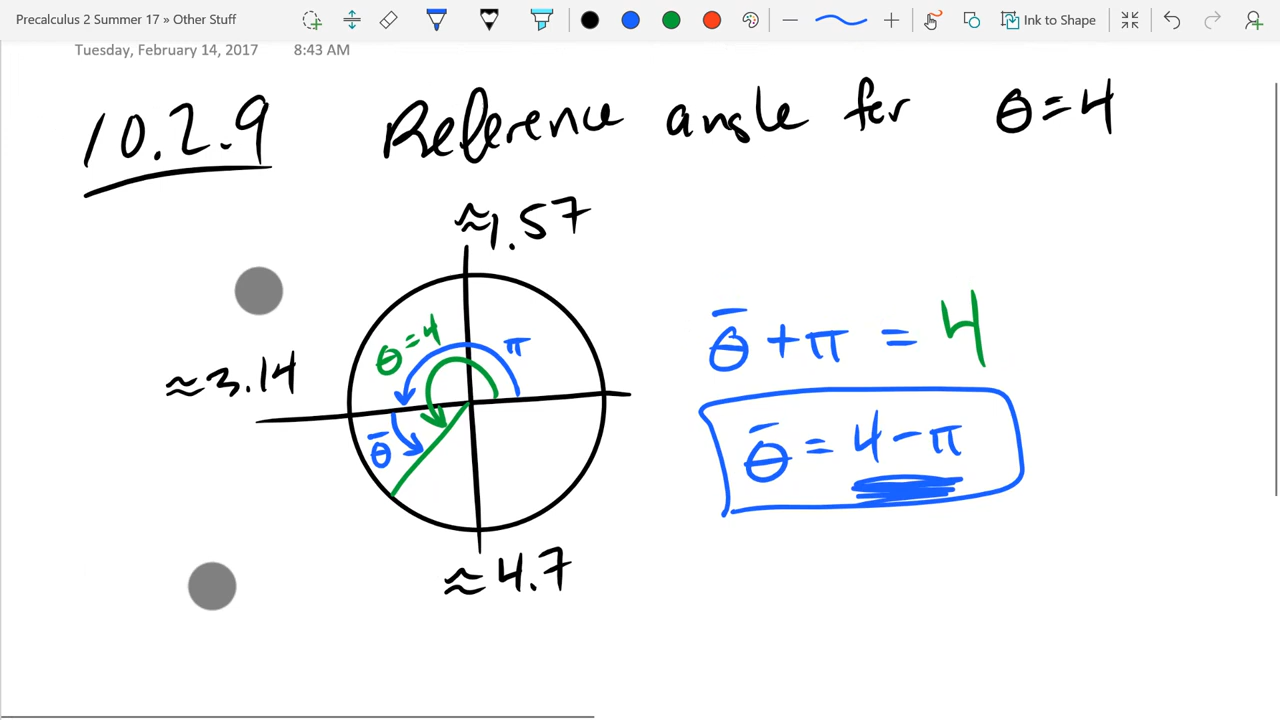 Precalculus 2 Summer 17 » Other Stuff
Ink to Shape
Tuesday, February 14, 2017 8:43 AM
10.2.9 Reference angle for θ=4
≈1.57
θ=4
π
≈3.14
θ̄
≈4.7
θ̄ + π = 4
θ̄ = 4 - π